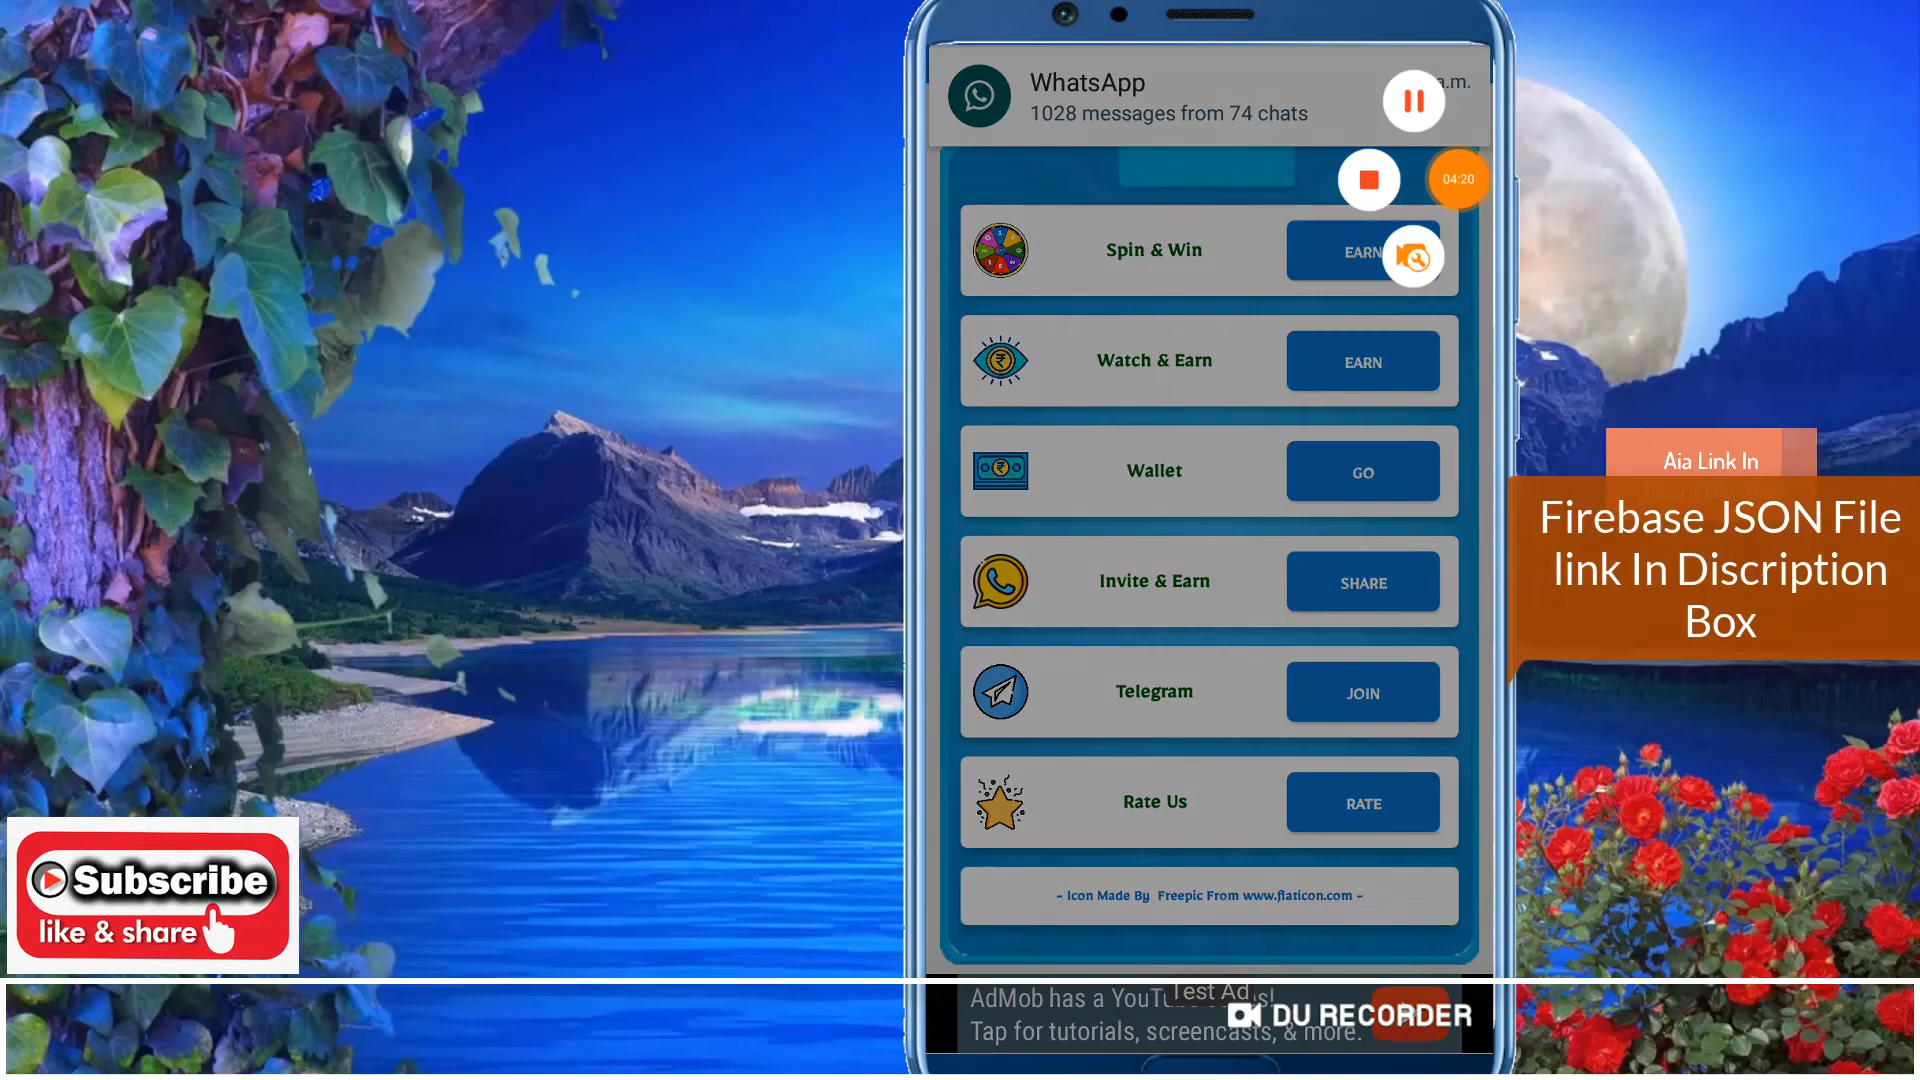 WhatsApp
1028 messages from 74 chats
a.m.
04:20
Spin & Win
EARN
Watch & Earn
EARN
Wallet
GO
Invite & Earn
SHARE
Telegram
JOIN
Rate Us
RATE
- Icon Made By Freepic From www.flaticon.com -
Test Ad
AdMob has a
Tap for tutorials, screencasts, & more.
DU RECORDER
Aia Link In
Firebase JSON File
link In Discription
Box
Subscribe
like & share